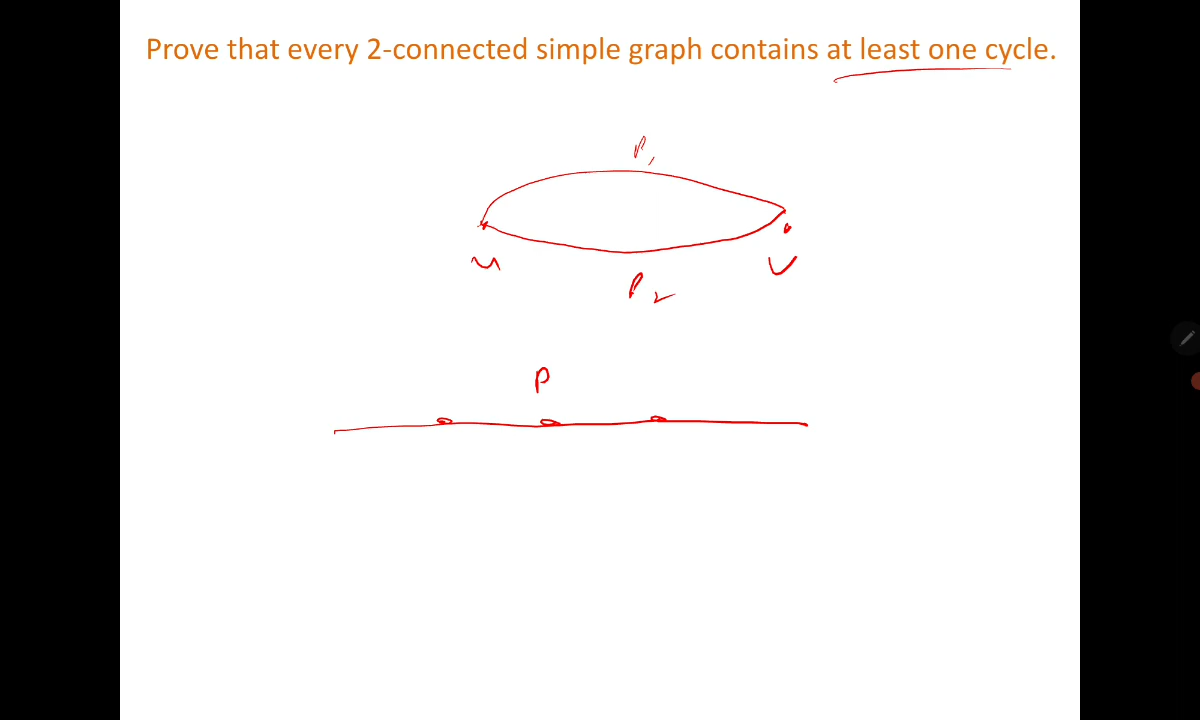 Prove that every 2-connected simple graph contains at least one cycle.
P1
u
v
P2
P